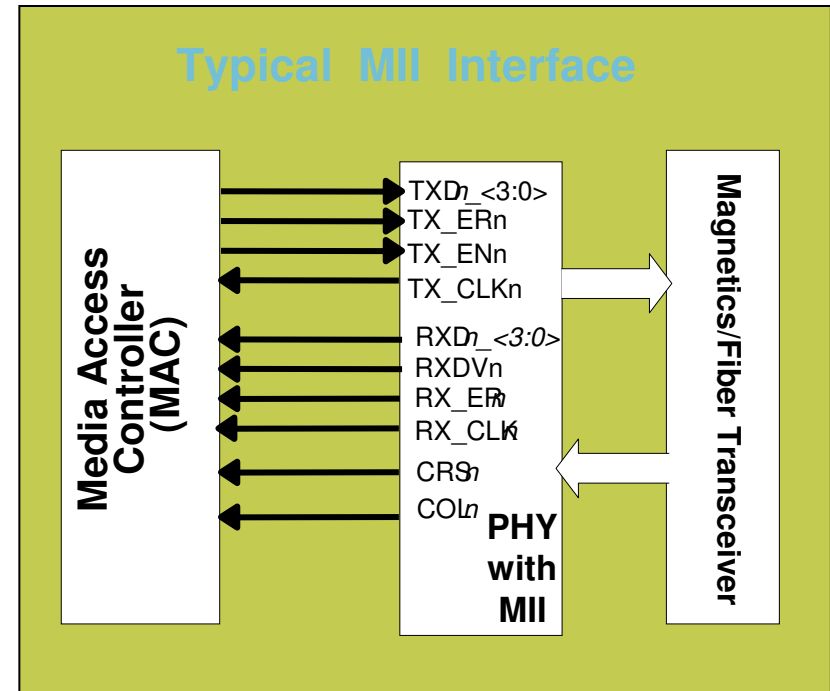 Typical MII Interface
Media Access
Controller
(MAC)
TXDn_<3:0>
TX_ERn
TX_ENn
TX_CLKn
RXDn_<3:0>
RXDVn
RX_ERn
RX_CLKn
CRSn
COLn
PHY
with
MII
Magnetics/Fiber Transceiver